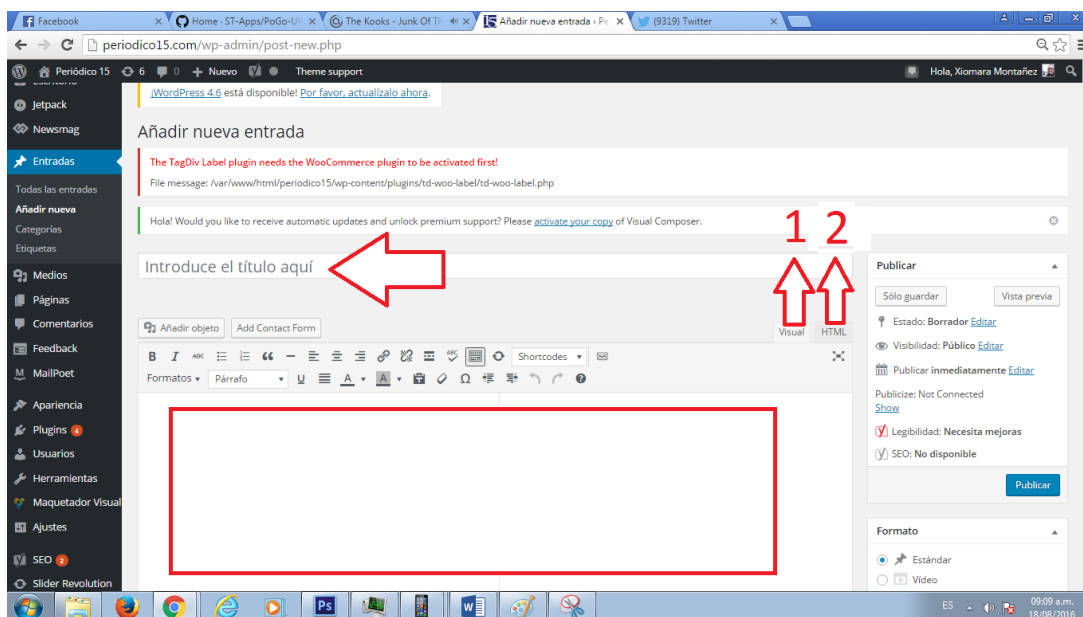 Facebook
Home - ST-Apps/PoGo-U
The Kooks - Junk Of Th
Añadir nueva entrada ‹ Pe
(9319) Twitter
periodico15.com/wp-admin/post-new.php
Periódico 15
6
0
+ Nuevo
Theme support
Hola, Xiomara Montañez
Jetpack
Newsmag
Entradas
Todas las entradas
Añadir nueva
Categorías
Etiquetas
Medios
Páginas
Comentarios
Feedback
MailPoet
Apariencia
Plugins 4
Usuarios
Herramientas
Maquetador Visual
Ajustes
SEO 2
Slider Revolution
¡WordPress 4.6 está disponible! Por favor, actualízalo ahora.
Añadir nueva entrada
The TagDiv Label plugin needs the WooCommerce plugin to be activated first!
File message: /var/www/html/periodico15/wp-content/plugins/td-woo-label/td-woo-label.php
Hola! Would you like to receive automatic updates and unlock premium support? Please activate your copy of Visual Composer.
1 2
Introduce el título aquí
Añadir objeto
Add Contact Form
Visual
HTML
B I ABC
ABC
Shortcodes
Formatos
Párrafo
U
A
A
Ω
Publicar
Sólo guardar
Vista previa
Estado: Borrador Editar
Visibilidad: Público Editar
Publicar inmediatamente Editar
Publicize: Not Connected
Show
Legibilidad: Necesita mejoras
SEO: No disponible
Publicar
Formato
Estándar
Vídeo
Ps
ES
09:09 a.m.
18/08/2016